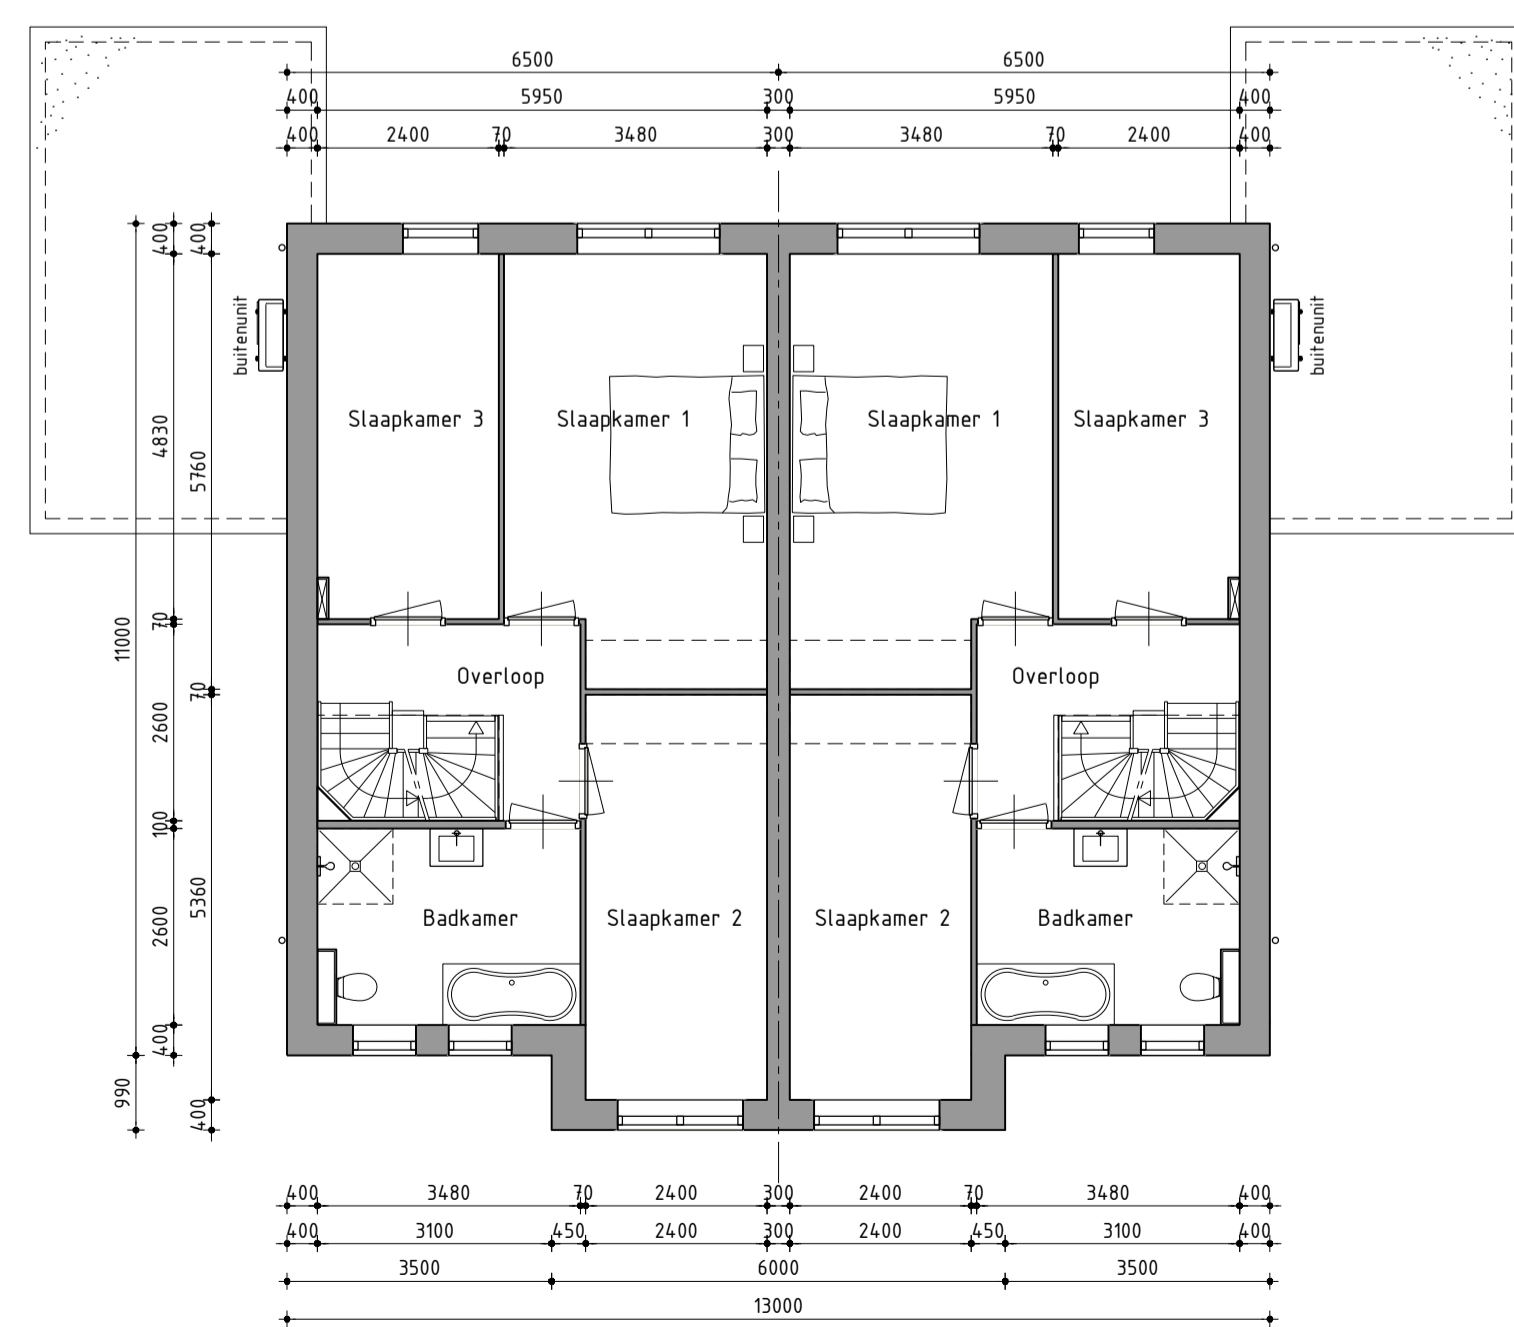 6500 6500
400 5950 300 5950 400
400 2400 70 3480 300 3480 70 2400 400
400 4830 70 2600 100 2600 400
400 5760 70 5360 400
11000 990
buitenunit
buitenunit
Slaapkamer 3 Slaapkamer 1 Slaapkamer 1 Slaapkamer 3
Overloop Overloop
Badkamer Slaapkamer 2 Slaapkamer 2 Badkamer
400 3480 70 2400 300 2400 70 3480 400
400 3100 450 2400 300 2400 450 3100 400
3500 6000 3500
13000